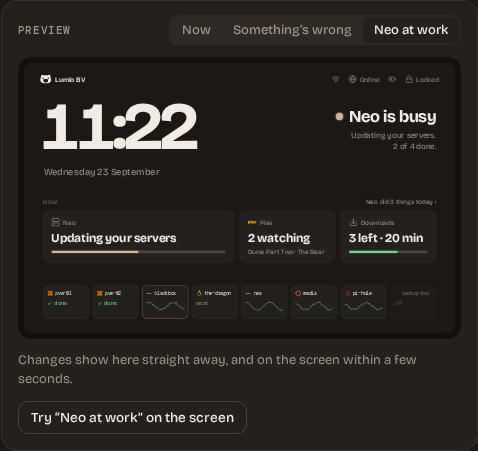 PREVIEW
Now
Something's wrong
Neo at work
Lumio BV
Online
Locked
11:22
Neo is busy
Updating your servers.
2 of 4 done.
Wednesday 23 September
NOW
Neo did 3 things today ›
Neo
Updating your servers
Plex
2 watching
Dune: Part Two · The Bear
Downloads
3 left · 20 min
pve-01
✓ done
pve-02
✓ done
blackbox
the-dragon
next
nas
media
pi-hole
backup-box
off
Changes show here straight away, and on the screen within a few
seconds.
Try “Neo at work” on the screen